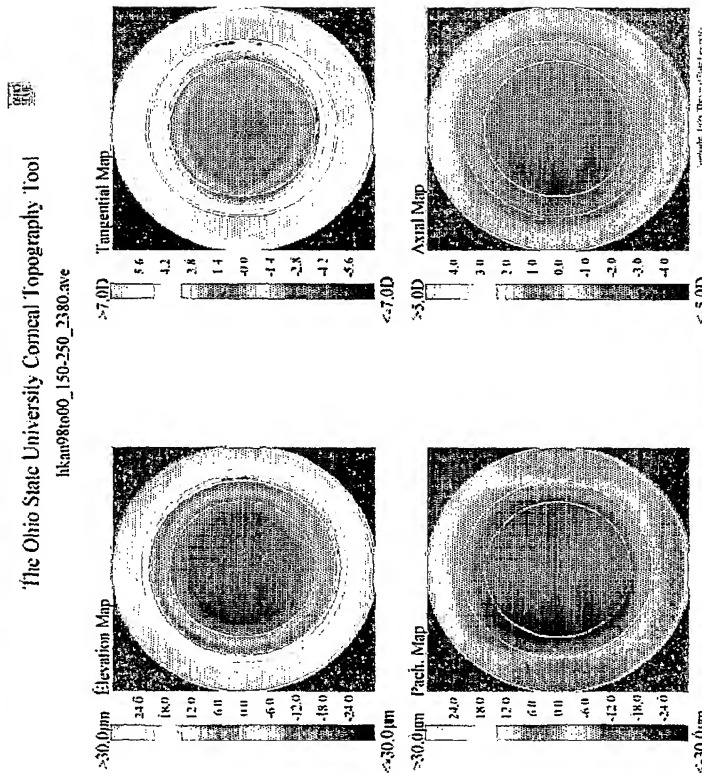 The Ohio State University Corneal Topography Tool
hkan98to00_150-250_2380.ave
Elevation Map
>30.0µm
24.0
18.0
12.0
6.0
0.0
-6.0
-12.0
-18.0
-24.0
<-30.0µm
Tangential Map
>7.0D
5.6
4.2
2.8
1.4
-0.0
-1.4
-2.8
-4.2
-5.6
<-7.0D
Pach. Map
>30.0µm
24.0
18.0
12.0
6.0
0.0
-6.0
-12.0
-18.0
-24.0
<-30.0µm
Axial Map
>5.0D
4.0
3.0
2.0
1.0
0.0
-1.0
-2.0
-3.0
-4.0
<-5.0D